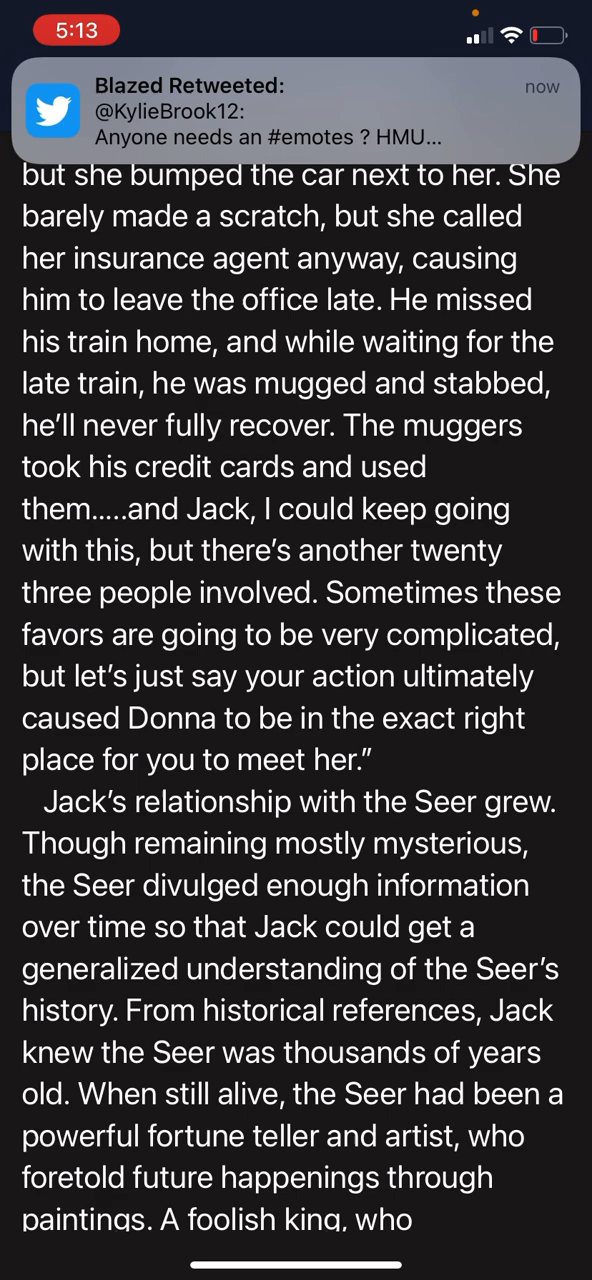 5:13
Blazed Retweeted:
now
@KylieBrook12:
Anyone needs an #emotes ? HMU...
but she bumped the car next to her. She
barely made a scratch, but she called
her insurance agent anyway, causing
him to leave the office late. He missed
his train home, and while waiting for the
late train, he was mugged and stabbed,
he’ll never fully recover. The muggers
took his credit cards and used
them.....and Jack, I could keep going
with this, but there’s another twenty
three people involved. Sometimes these
favors are going to be very complicated,
but let’s just say your action ultimately
caused Donna to be in the exact right
place for you to meet her.”
Jack’s relationship with the Seer grew.
Though remaining mostly mysterious,
the Seer divulged enough information
over time so that Jack could get a
generalized understanding of the Seer’s
history. From historical references, Jack
knew the Seer was thousands of years
old. When still alive, the Seer had been a
powerful fortune teller and artist, who
foretold future happenings through
paintings. A foolish king, who